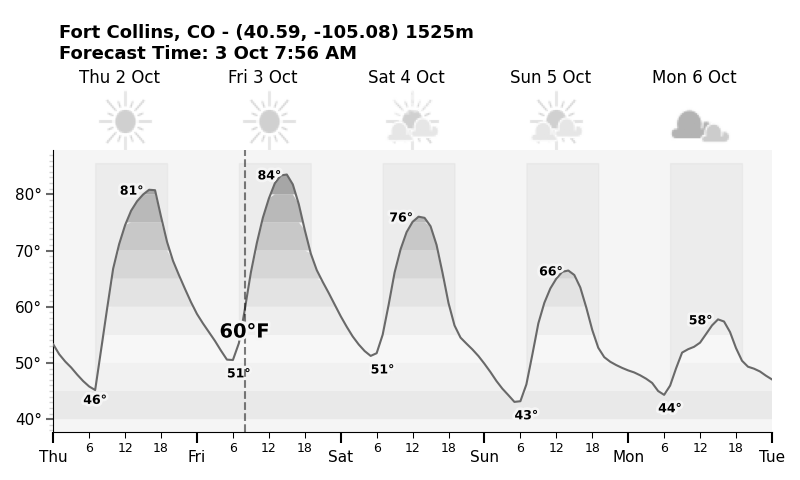 Fort Collins, CO - (40.59, -105.08) 1525m
Forecast Time: 3 Oct 7:56 AM
Thu 2 Oct Fri 3 Oct Sat 4 Oct Sun 5 Oct Mon 6 Oct
80°
70°
60°
50°
40°
81°
84°
76°
66°
58°
60°F
46°
51°
51°
43°
44°
6 12 18 6 12 18 6 12 18 6 12 18 6 12 18
Thu Fri Sat Sun Mon Tue